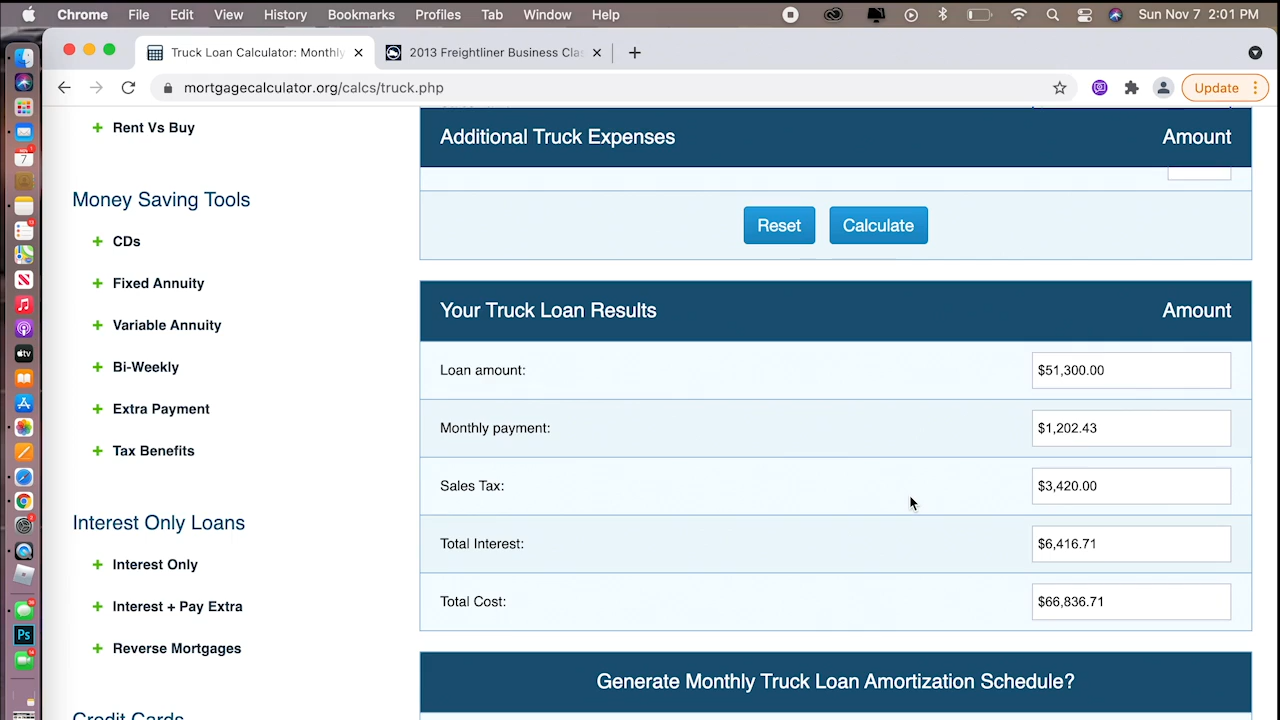 Chrome File Edit View History Bookmarks Profiles Tab Window Help Sun Nov 7 2:01 PM
Truck Loan Calculator: Monthly 2013 Freightliner Business Cla
mortgagecalculator.org/calcs/truck.php Update
Rent Vs Buy
Money Saving Tools
CDs
Fixed Annuity
Variable Annuity
Bi-Weekly
Extra Payment
Tax Benefits
Interest Only Loans
Interest Only
Interest + Pay Extra
Reverse Mortgages
Credit Cards
Additional Truck Expenses Amount
Reset Calculate
Your Truck Loan Results Amount
Loan amount: $51,300.00
Monthly payment: $1,202.43
Sales Tax: $3,420.00
Total Interest: $6,416.71
Total Cost: $66,836.71
Generate Monthly Truck Loan Amortization Schedule?
7
tv
Ps